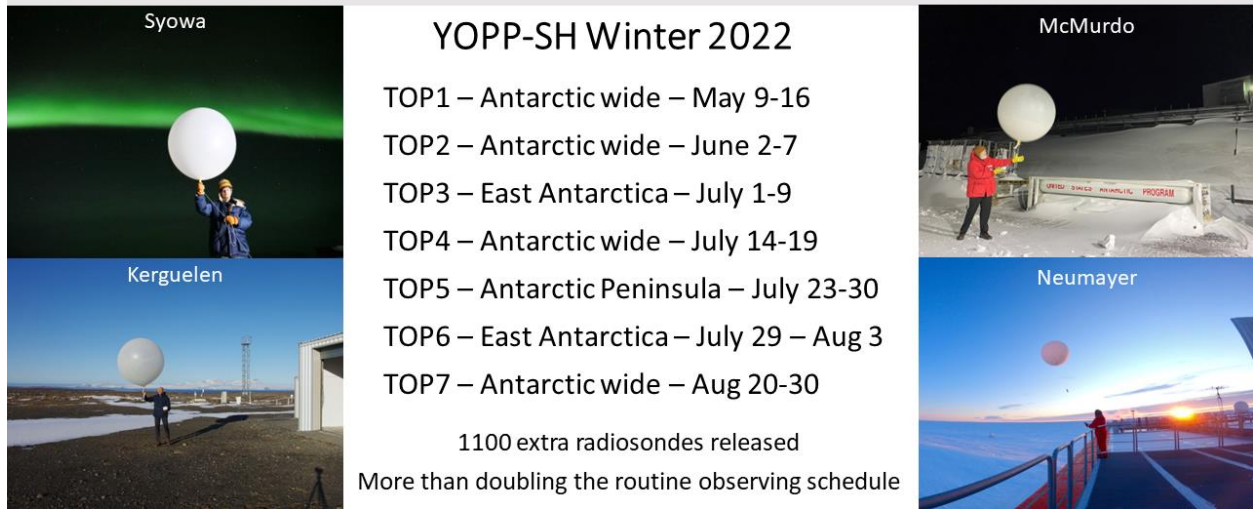 Syowa
Kerguelen
YOPP-SH Winter 2022
TOP1 – Antarctic wide – May 9-16
TOP2 – Antarctic wide – June 2-7
TOP3 – East Antarctica – July 1-9
TOP4 – Antarctic wide – July 14-19
TOP5 – Antarctic Peninsula – July 23-30
TOP6 – East Antarctica – July 29 – Aug 3
TOP7 – Antarctic wide – Aug 20-30
1100 extra radiosondes released
More than doubling the routine observing schedule
McMurdo
UNITED STATES ANTARCTIC PROGRAM
Neumayer